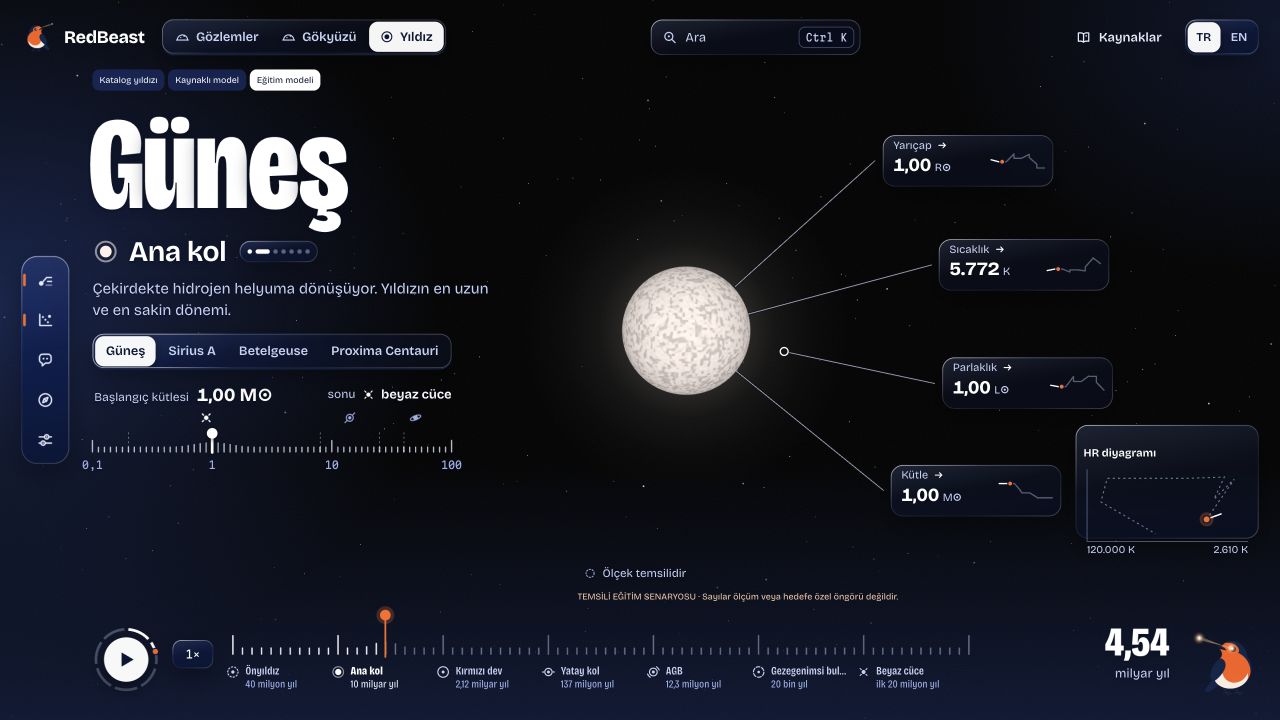 RedBeast
Gözlemler
Gökyüzü
Yıldız
Ara
Ctrl K
Kaynaklar
TR
EN
Katalog yıldızı
Kaynaklı model
Eğitim modeli
Güneş
Ana kol
Çekirdekte hidrojen helyuma dönüşüyor. Yıldızın en uzun
ve en sakin dönemi.
Güneş
Sirius A
Betelgeuse
Proxima Centauri
Başlangıç kütlesi 1,00 M⊙
sonu beyaz cüce
0,1
1
10
100
Yarıçap →
1,00 R⊙
Sıcaklık →
5.772 K
Parlaklık →
1,00 L⊙
Kütle →
1,00 M⊙
HR diyagramı
120.000 K
2.610 K
Ölçek temsilidir
TEMSİLİ EĞİTİM SENARYOSU · Sayılar ölçüm veya hedefe özel öngörü değildir.
1×
Önyıldız
40 milyon yıl
Ana kol
10 milyar yıl
Kırmızı dev
2,12 milyar yıl
Yatay kol
137 milyon yıl
AGB
12,3 milyon yıl
Gezegenimsi bul...
20 bin yıl
Beyaz cüce
ilk 20 milyon yıl
4,54
milyar yıl